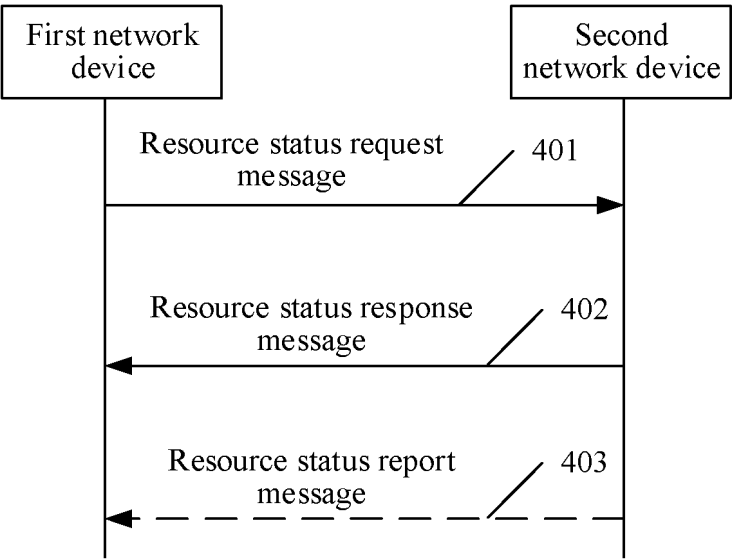 First network
device
Second
network device
Resource status request
message
401
Resource status response
message
402
Resource status report
message
403